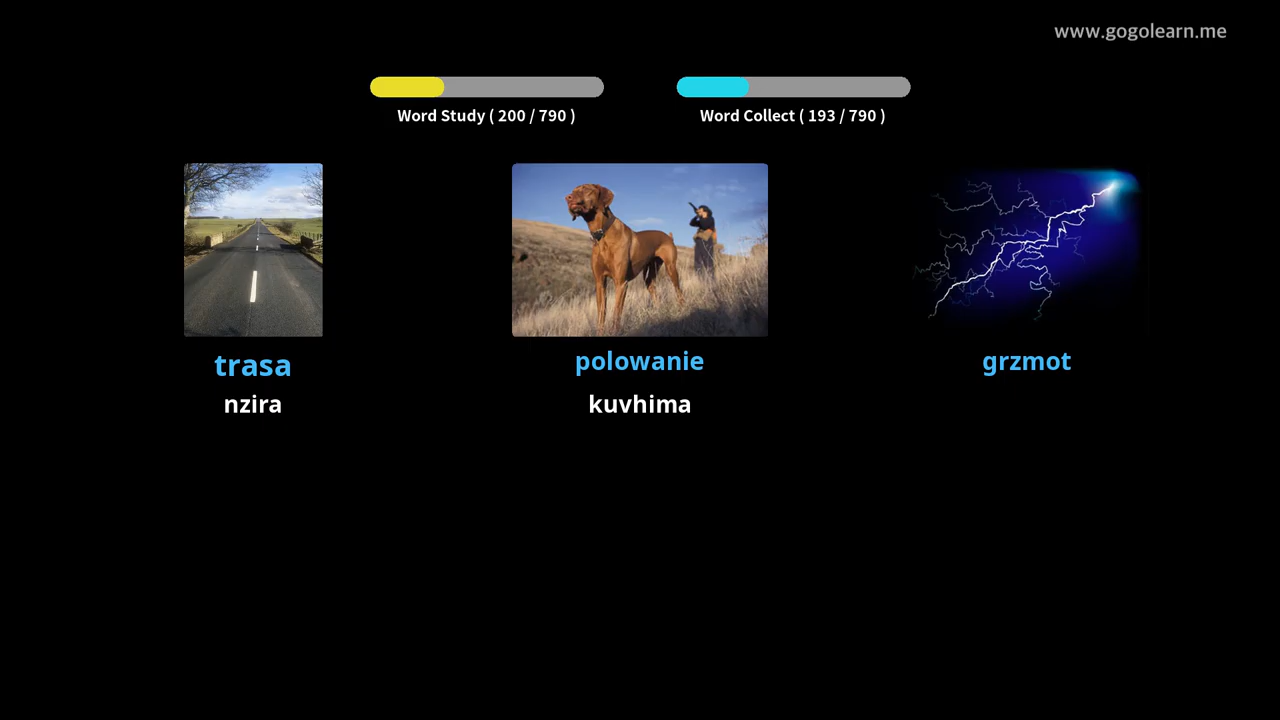 www.gogolearn.me
Word Study ( 200 / 790 )
Word Collect ( 193 / 790 )
trasa
polowanie
grzmot
nzira
kuvhima